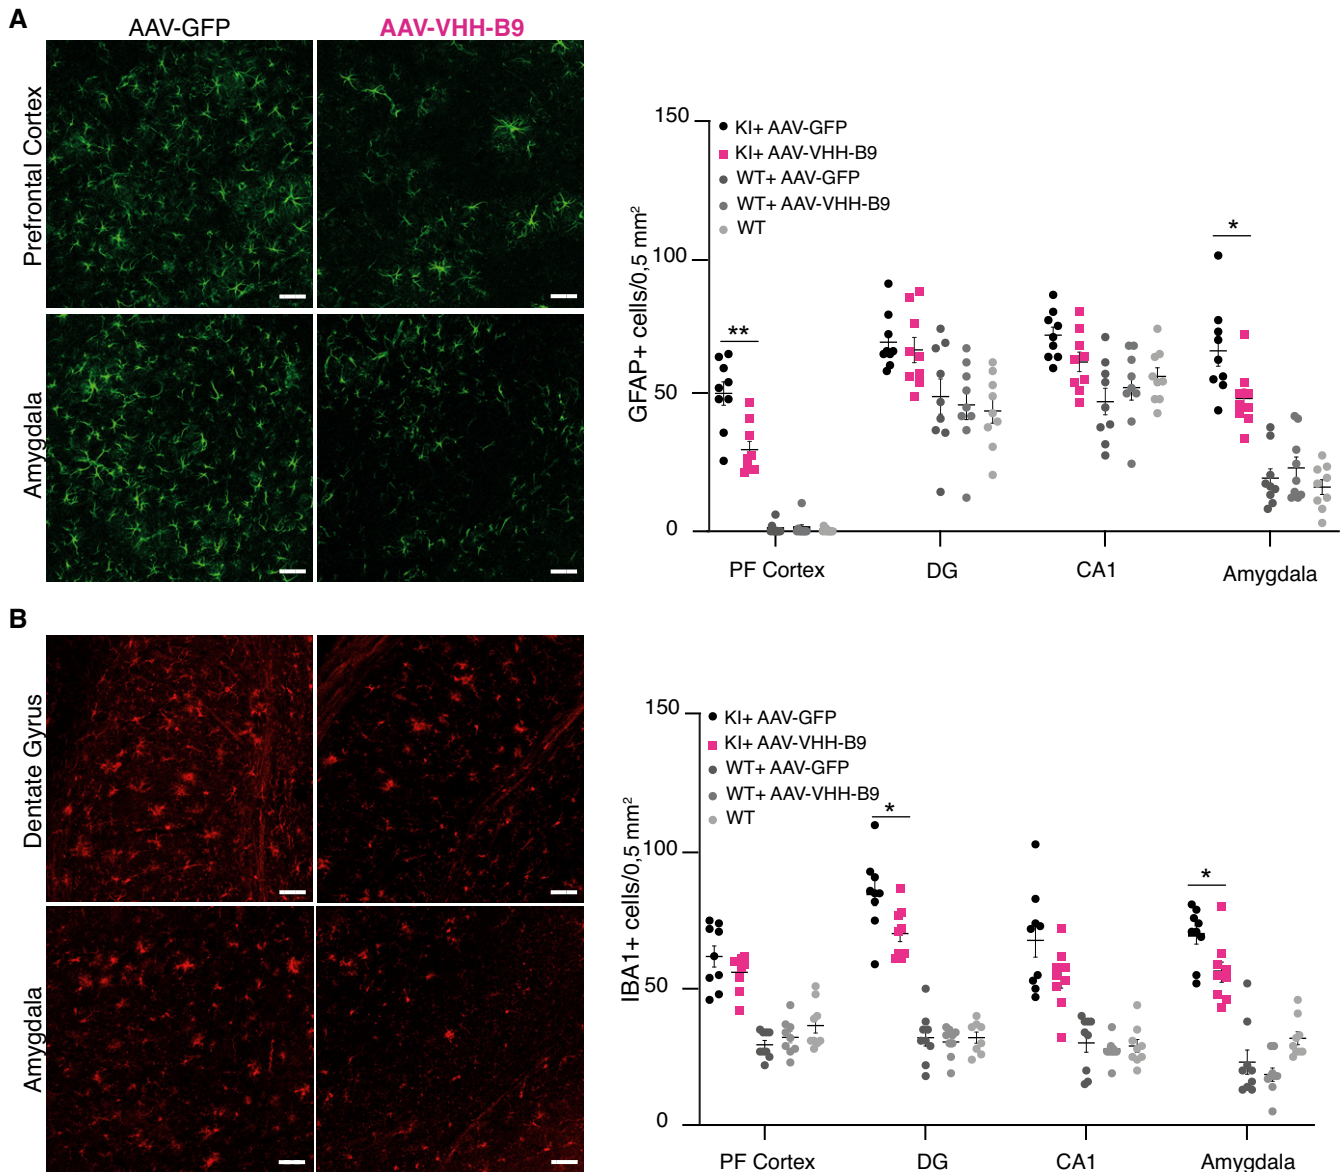 A
AAV-GFP
AAV-VHH-B9
Prefrontal Cortex
Amygdala
GFAP+ cells/0,5 mm²
150
100
50
0
KI+ AAV-GFP
KI+ AAV-VHH-B9
WT+ AAV-GFP
WT+ AAV-VHH-B9
WT
**
*
PF Cortex
DG
CA1
Amygdala
B
Dentate Gyrus
Amygdala
IBA1+ cells/0,5 mm²
150
100
50
0
KI+ AAV-GFP
KI+ AAV-VHH-B9
WT+ AAV-GFP
WT+ AAV-VHH-B9
WT
*
*
PF Cortex
DG
CA1
Amygdala